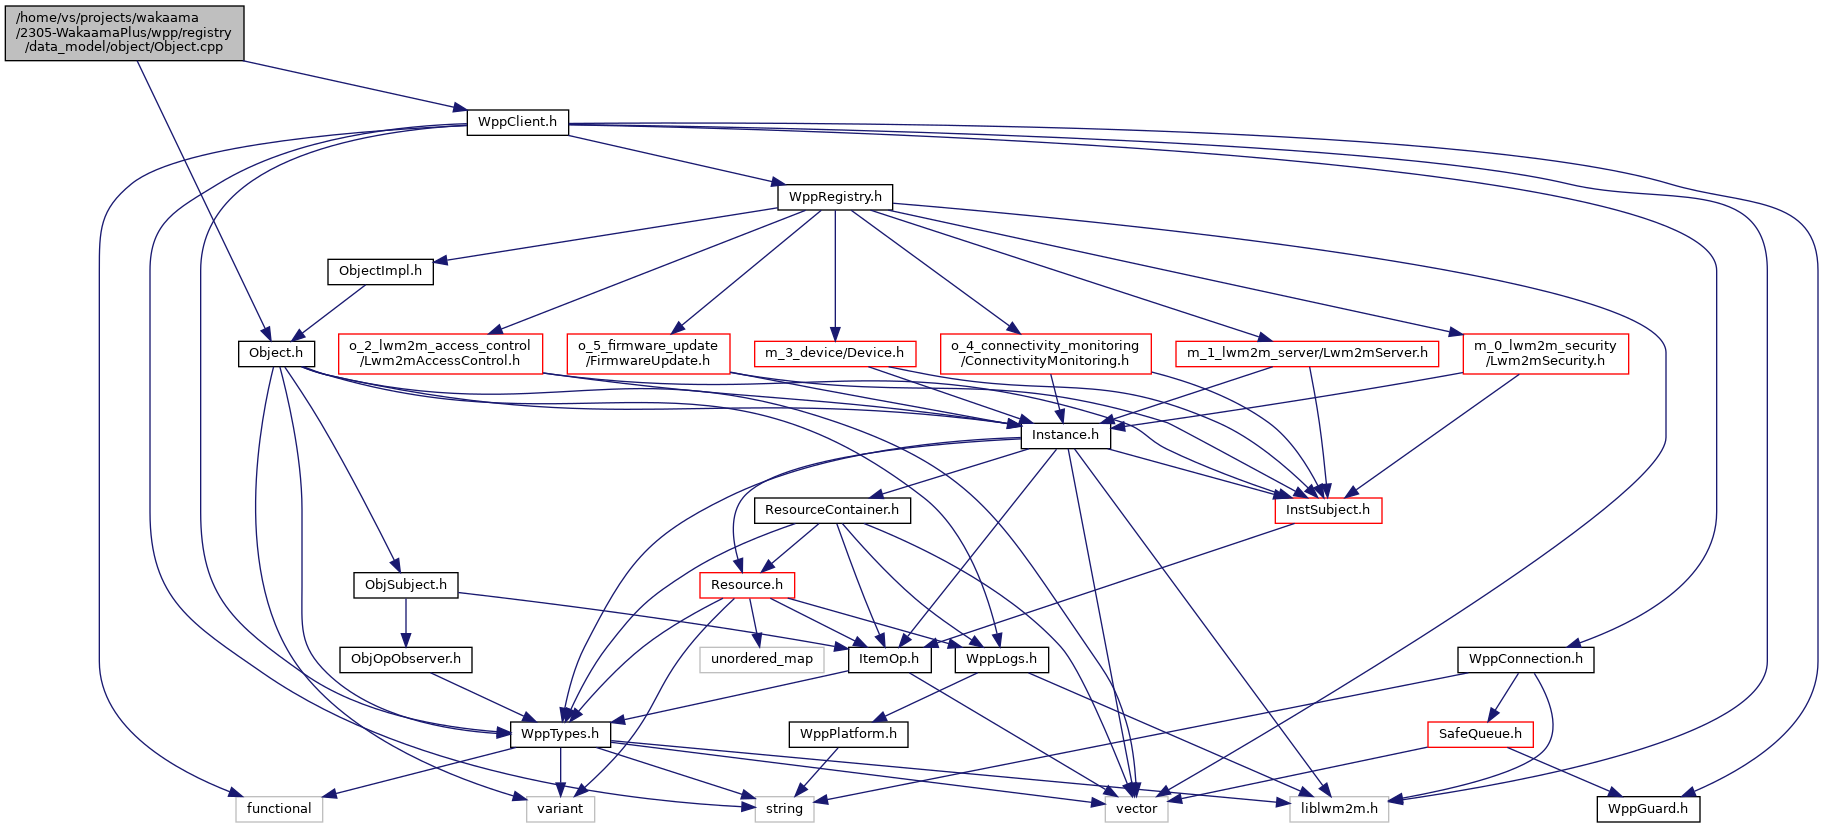 /home/vs/projects/wakaama
/2305-WakaamaPlus/wpp/registry
/data_model/object/Object.cpp
WppClient.h
WppRegistry.h
ObjectImpl.h
Object.h
o_2_lwm2m_access_control
/Lwm2mAccessControl.h
o_5_firmware_update
/FirmwareUpdate.h
m_3_device/Device.h
o_4_connectivity_monitoring
/ConnectivityMonitoring.h
m_1_lwm2m_server/Lwm2mServer.h
m_0_lwm2m_security
/Lwm2mSecurity.h
Instance.h
ResourceContainer.h
InstSubject.h
ObjSubject.h
Resource.h
ObjOpObserver.h
unordered_map
ItemOp.h
WppLogs.h
WppConnection.h
WppTypes.h
WppPlatform.h
SafeQueue.h
functional
variant
string
vector
liblwm2m.h
WppGuard.h